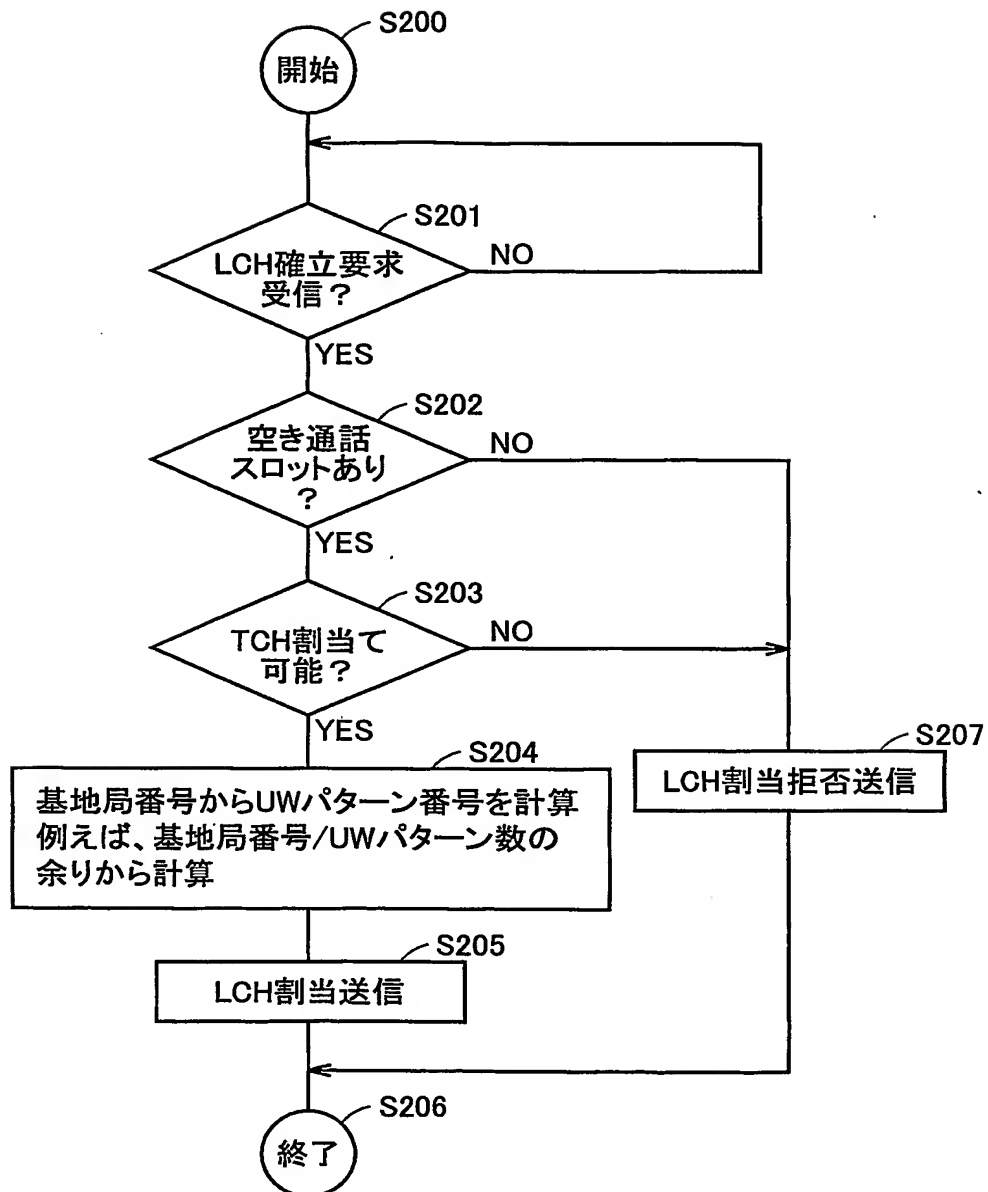 S200
開始
S201
LCH確立要求
受信?
NO
YES
S202
空き通話
スロットあり
?
NO
YES
S203
TCH割当て
可能?
NO
YES
S204
基地局番号からUWパターン番号を計算
例えば、基地局番号/UWパターン数の
余りから計算
S207
LCH割当拒否送信
S205
LCH割当送信
S206
終了